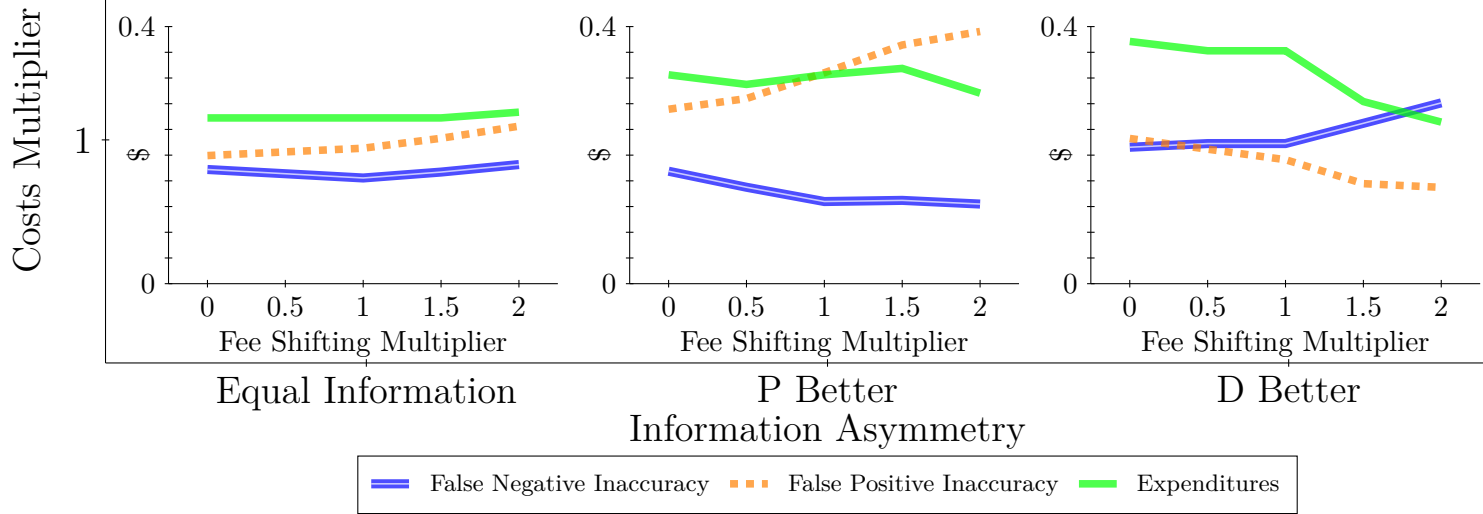 Costs Multiplier
1
0.4
$
0
0 0.5 1 1.5 2
Fee Shifting Multiplier
0.4
$
0
0 0.5 1 1.5 2
Fee Shifting Multiplier
0.4
$
0
0 0.5 1 1.5 2
Fee Shifting Multiplier
Equal Information P Better D Better
Information Asymmetry
False Negative Inaccuracy False Positive Inaccuracy Expenditures